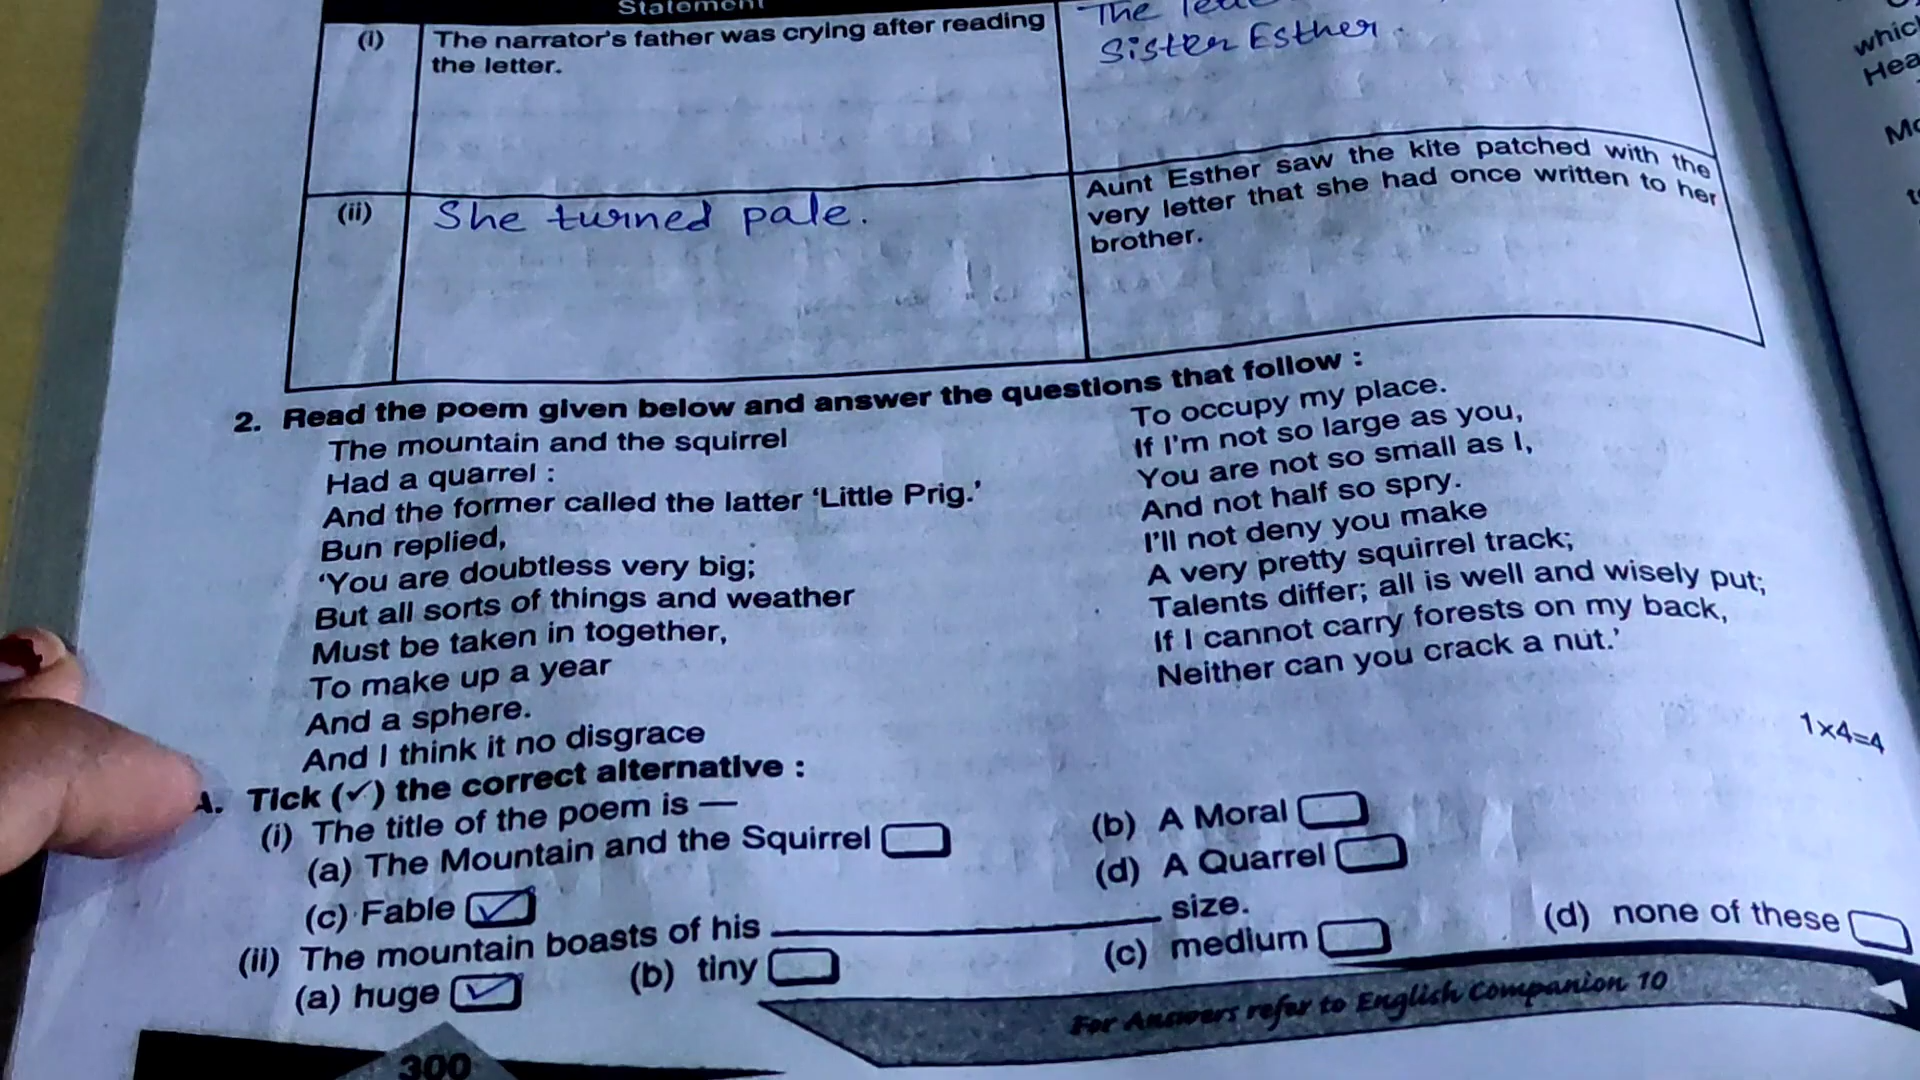 Statement
(i) The narrator's father was crying after reading
the letter.
The
Sister Esther.
(ii) She turned pale.
Aunt Esther saw the kite patched with the
very letter that she had once written to her
brother.
2. Read the poem given below and answer the questions that follow :
The mountain and the squirrel
Had a quarrel :
And the former called the latter ‘Little Prig.’
Bun replied,
‘You are doubtless very big;
But all sorts of things and weather
Must be taken in together,
To make up a year
And a sphere.
And I think it no disgrace
To occupy my place.
If I'm not so large as you,
You are not so small as I,
And not half so spry.
I'll not deny you make
A very pretty squirrel track;
Talents differ; all is well and wisely put;
If I cannot carry forests on my back,
Neither can you crack a nut.’
A. Tick (✓) the correct alternative :
1×4=4
(i) The title of the poem is —
(a) The Mountain and the Squirrel
(b) A Moral
(c) Fable ✓
(d) A Quarrel
(ii) The mountain boasts of his ____________ size.
(a) huge ✓ (b) tiny (c) medium (d) none of these
For Answers refer to English Companion 10
300
which
Hea